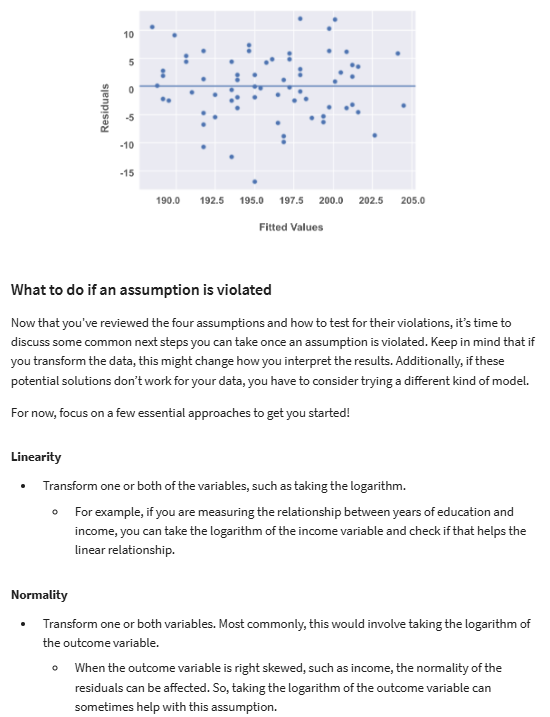 10
5
0
-5
-10
-15
Residuals
190.0 192.5 195.0 197.5 200.0 202.5 205.0
Fitted Values
What to do if an assumption is violated
Now that you've reviewed the four assumptions and how to test for their violations, it's time to
discuss some common next steps you can take once an assumption is violated. Keep in mind that if
you transform the data, this might change how you interpret the results. Additionally, if these
potential solutions don't work for your data, you have to consider trying a different kind of model.
For now, focus on a few essential approaches to get you started!
Linearity
• Transform one or both of the variables, such as taking the logarithm.
○ For example, if you are measuring the relationship between years of education and
income, you can take the logarithm of the income variable and check if that helps the
linear relationship.
Normality
• Transform one or both variables. Most commonly, this would involve taking the logarithm of
the outcome variable.
○ When the outcome variable is right skewed, such as income, the normality of the
residuals can be affected. So, taking the logarithm of the outcome variable can
sometimes help with this assumption.